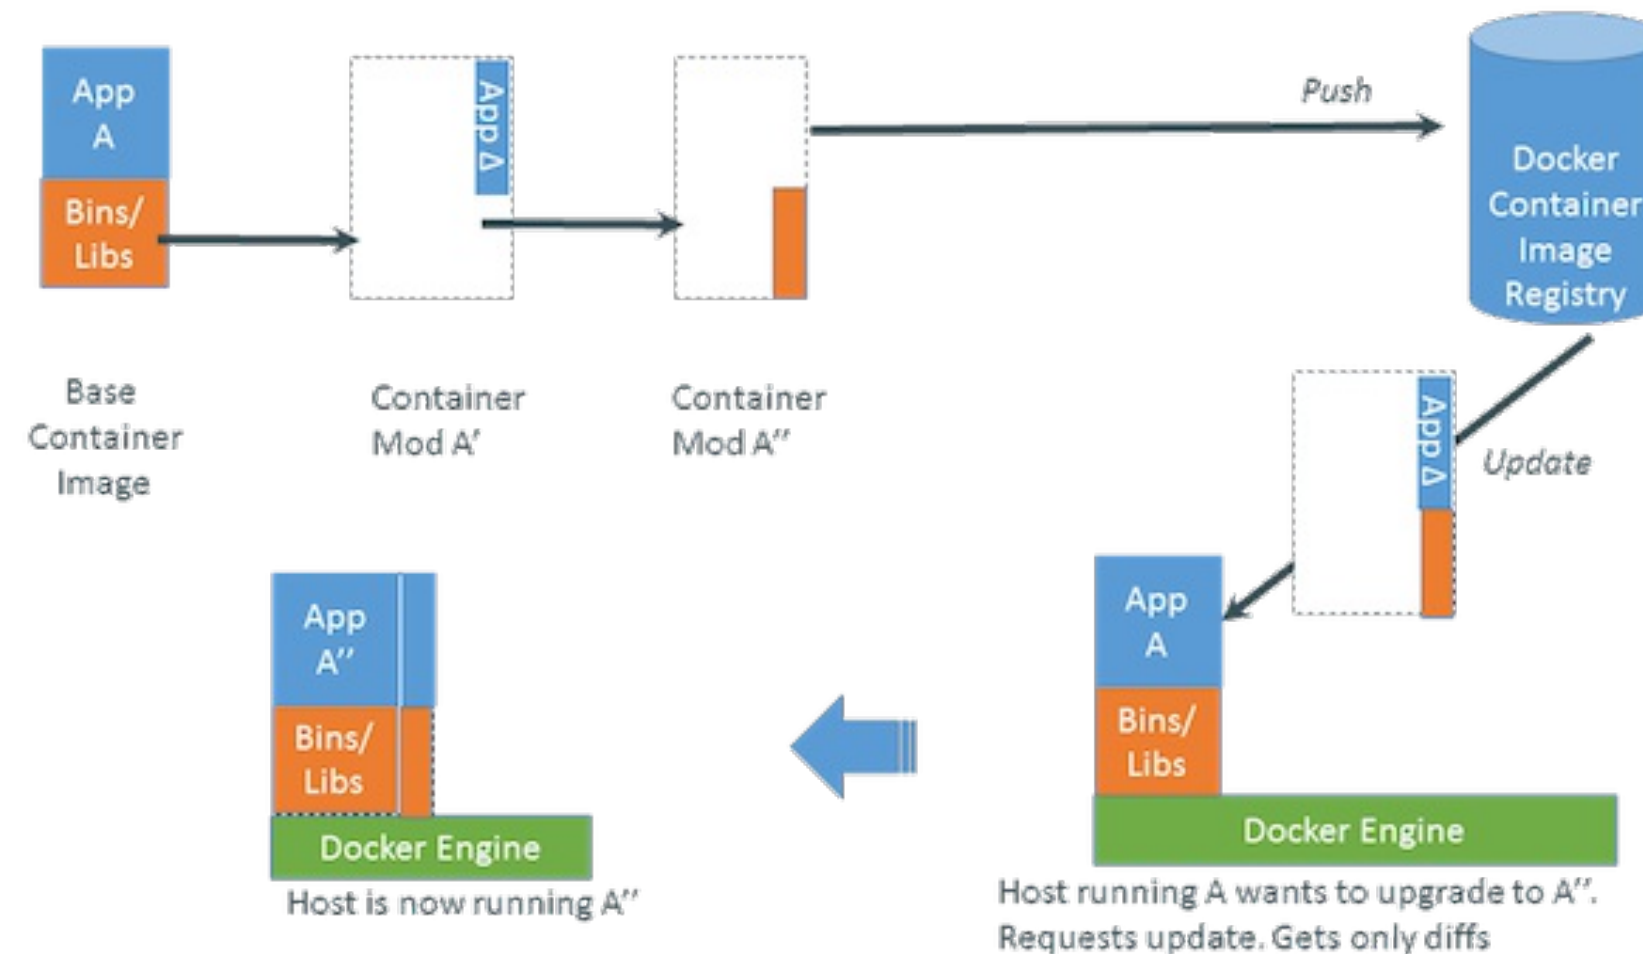 App
A
Bins/
Libs
App Δ
Push
Docker
Container
Image
Registry
Base
Container
Image
Container
Mod A′
Container
Mod A′′
App Δ
Update
App
A′′
Bins/
Libs
Docker Engine
Host is now running A′′
App
A
Bins/
Libs
Docker Engine
Host running A wants to upgrade to A′′.
Requests update. Gets only diffs